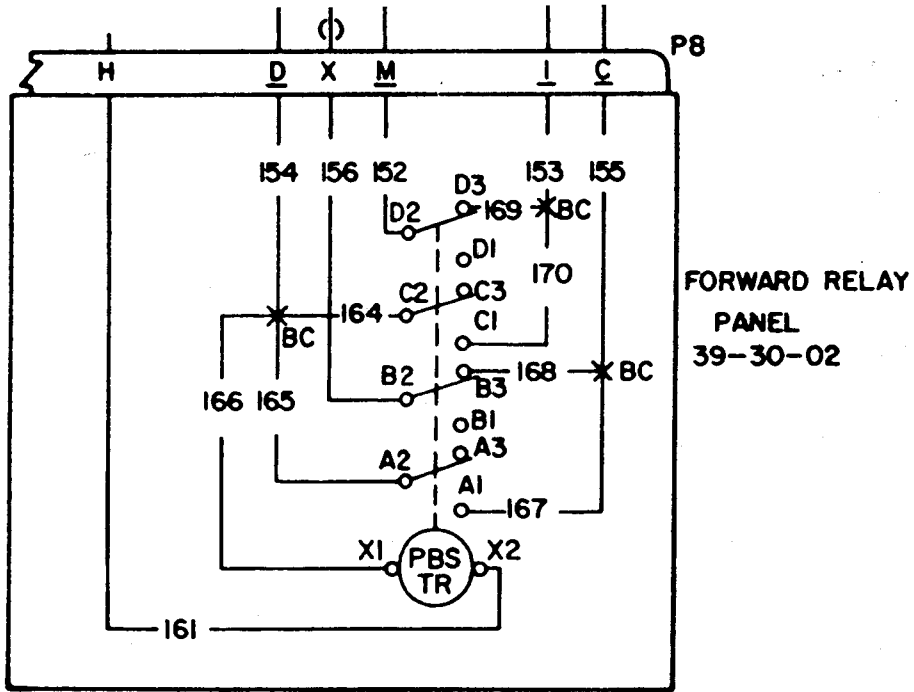 P8
H D X M I C
154 156 152 153 155
D3
D2 169 BC
D1
170
C2 C3
164
BC C1
FORWARD RELAY
PANEL
39-30-02
B2 168 BC
B3
166 165
B1
A2 A3
A1
167
X1 PBS X2
TR
161